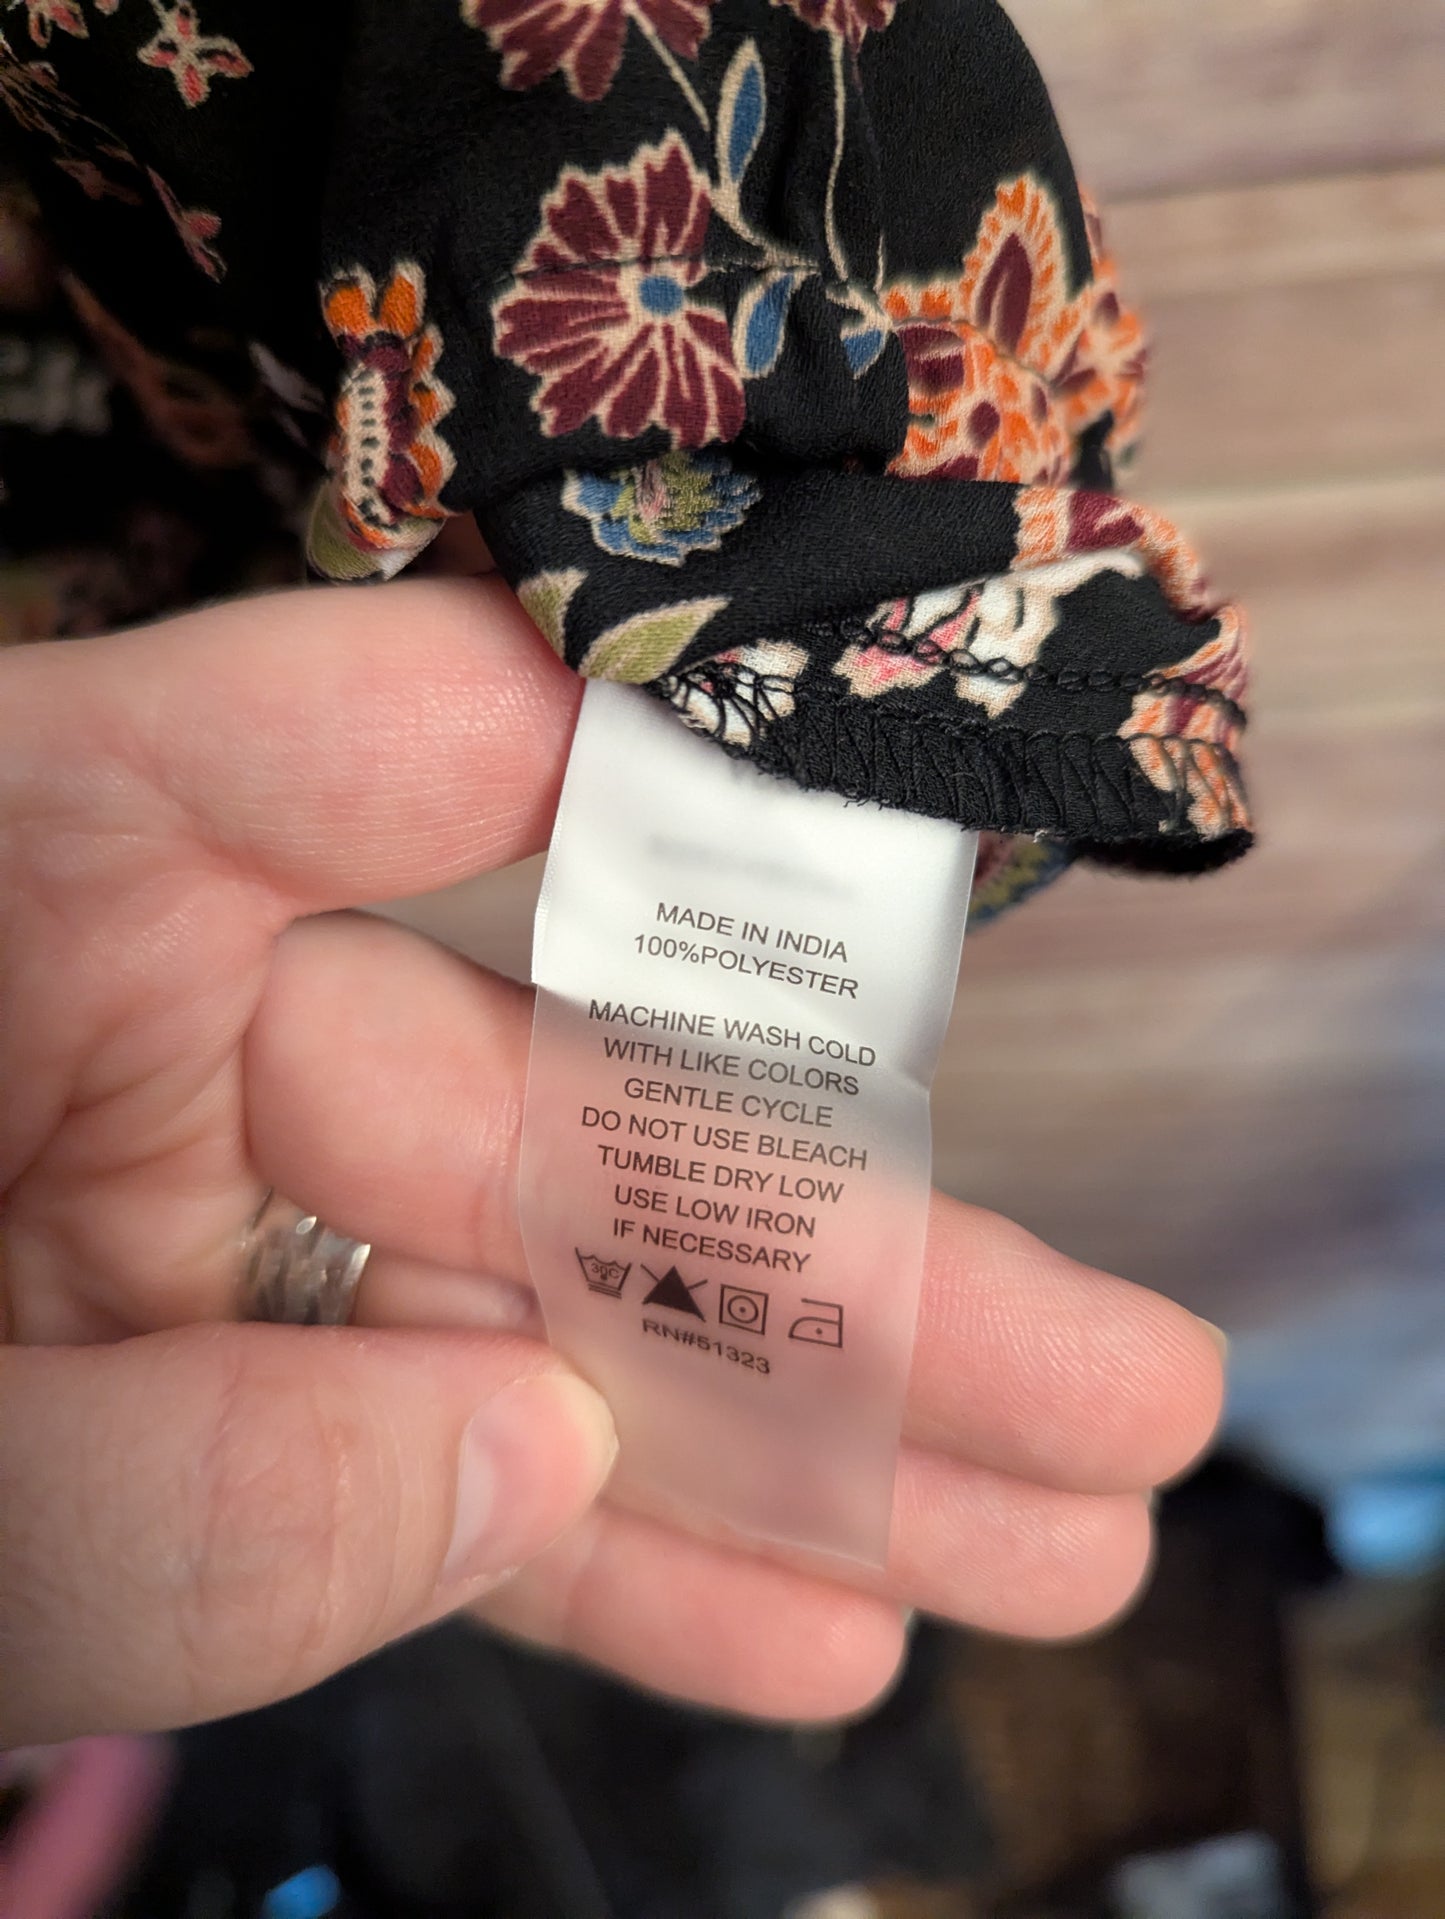 MADE IN INDIA
100%POLYESTER
MACHINE WASH COLD
WITH LIKE COLORS
GENTLE CYCLE
DO NOT USE BLEACH
TUMBLE DRY LOW
USE LOW IRON
IF NECESSARY
30C
RN#51323